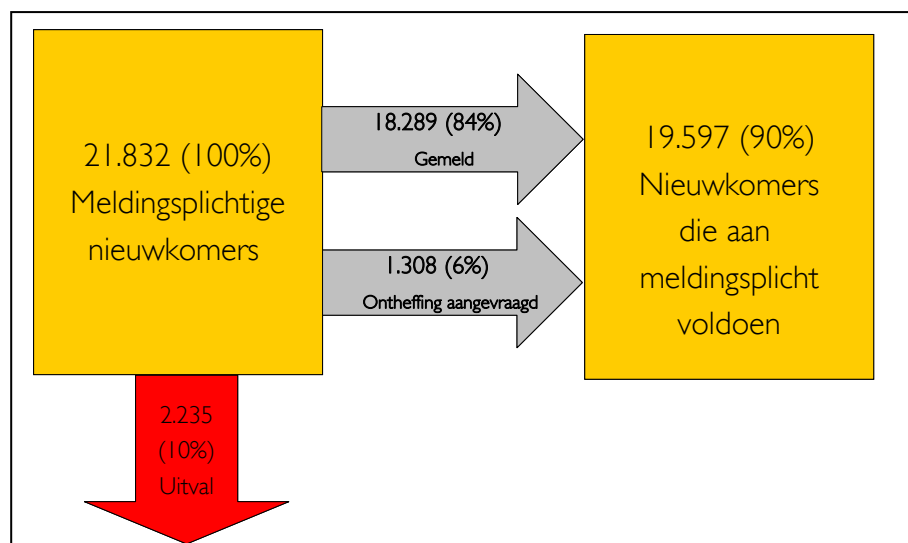 21.832 (100%)
Meldingsplichtige
nieuwkomers
18.289 (84%)
Gemeld
1.308 (6%)
Ontheffing aangevraagd
19.597 (90%)
Nieuwkomers
die aan
meldingsplicht
voldoen
2.235
(10%)
Uitval